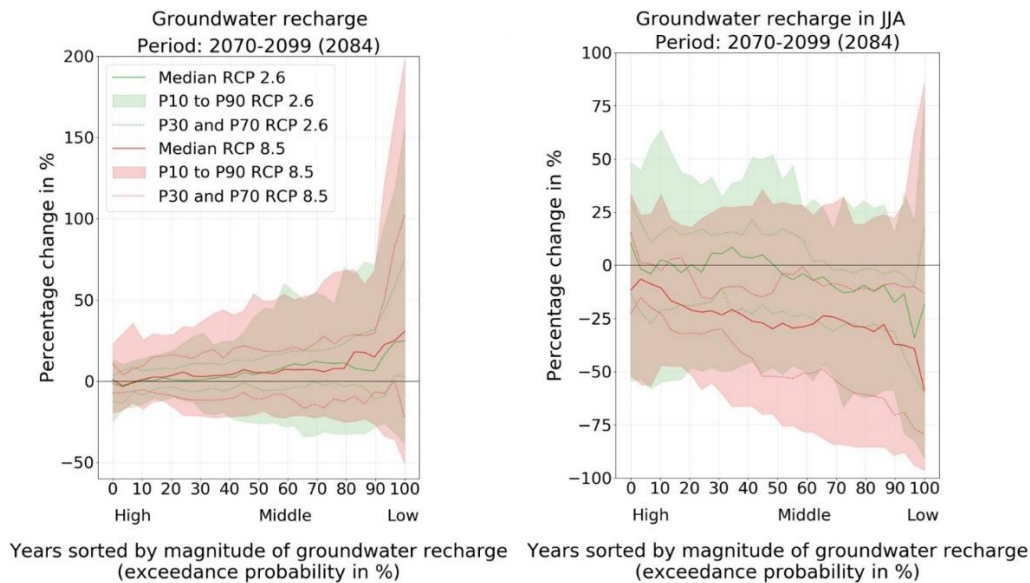 Groundwater recharge
Period: 2070-2099 (2084)
Percentage change in %
200
150
100
50
0
−50
Median RCP 2.6
P10 to P90 RCP 2.6
P30 and P70 RCP 2.6
Median RCP 8.5
P10 to P90 RCP 8.5
P30 and P70 RCP 8.5
0 10 20 30 40 50 60 70 80 90 100
High Middle Low
Years sorted by magnitude of groundwater recharge
(exceedance probability in %)
Groundwater recharge in JJA
Period: 2070-2099 (2084)
Percentage change in %
100
75
50
25
0
−25
−50
−75
−100
0 10 20 30 40 50 60 70 80 90 100
High Middle Low
Years sorted by magnitude of groundwater recharge
(exceedance probability in %)